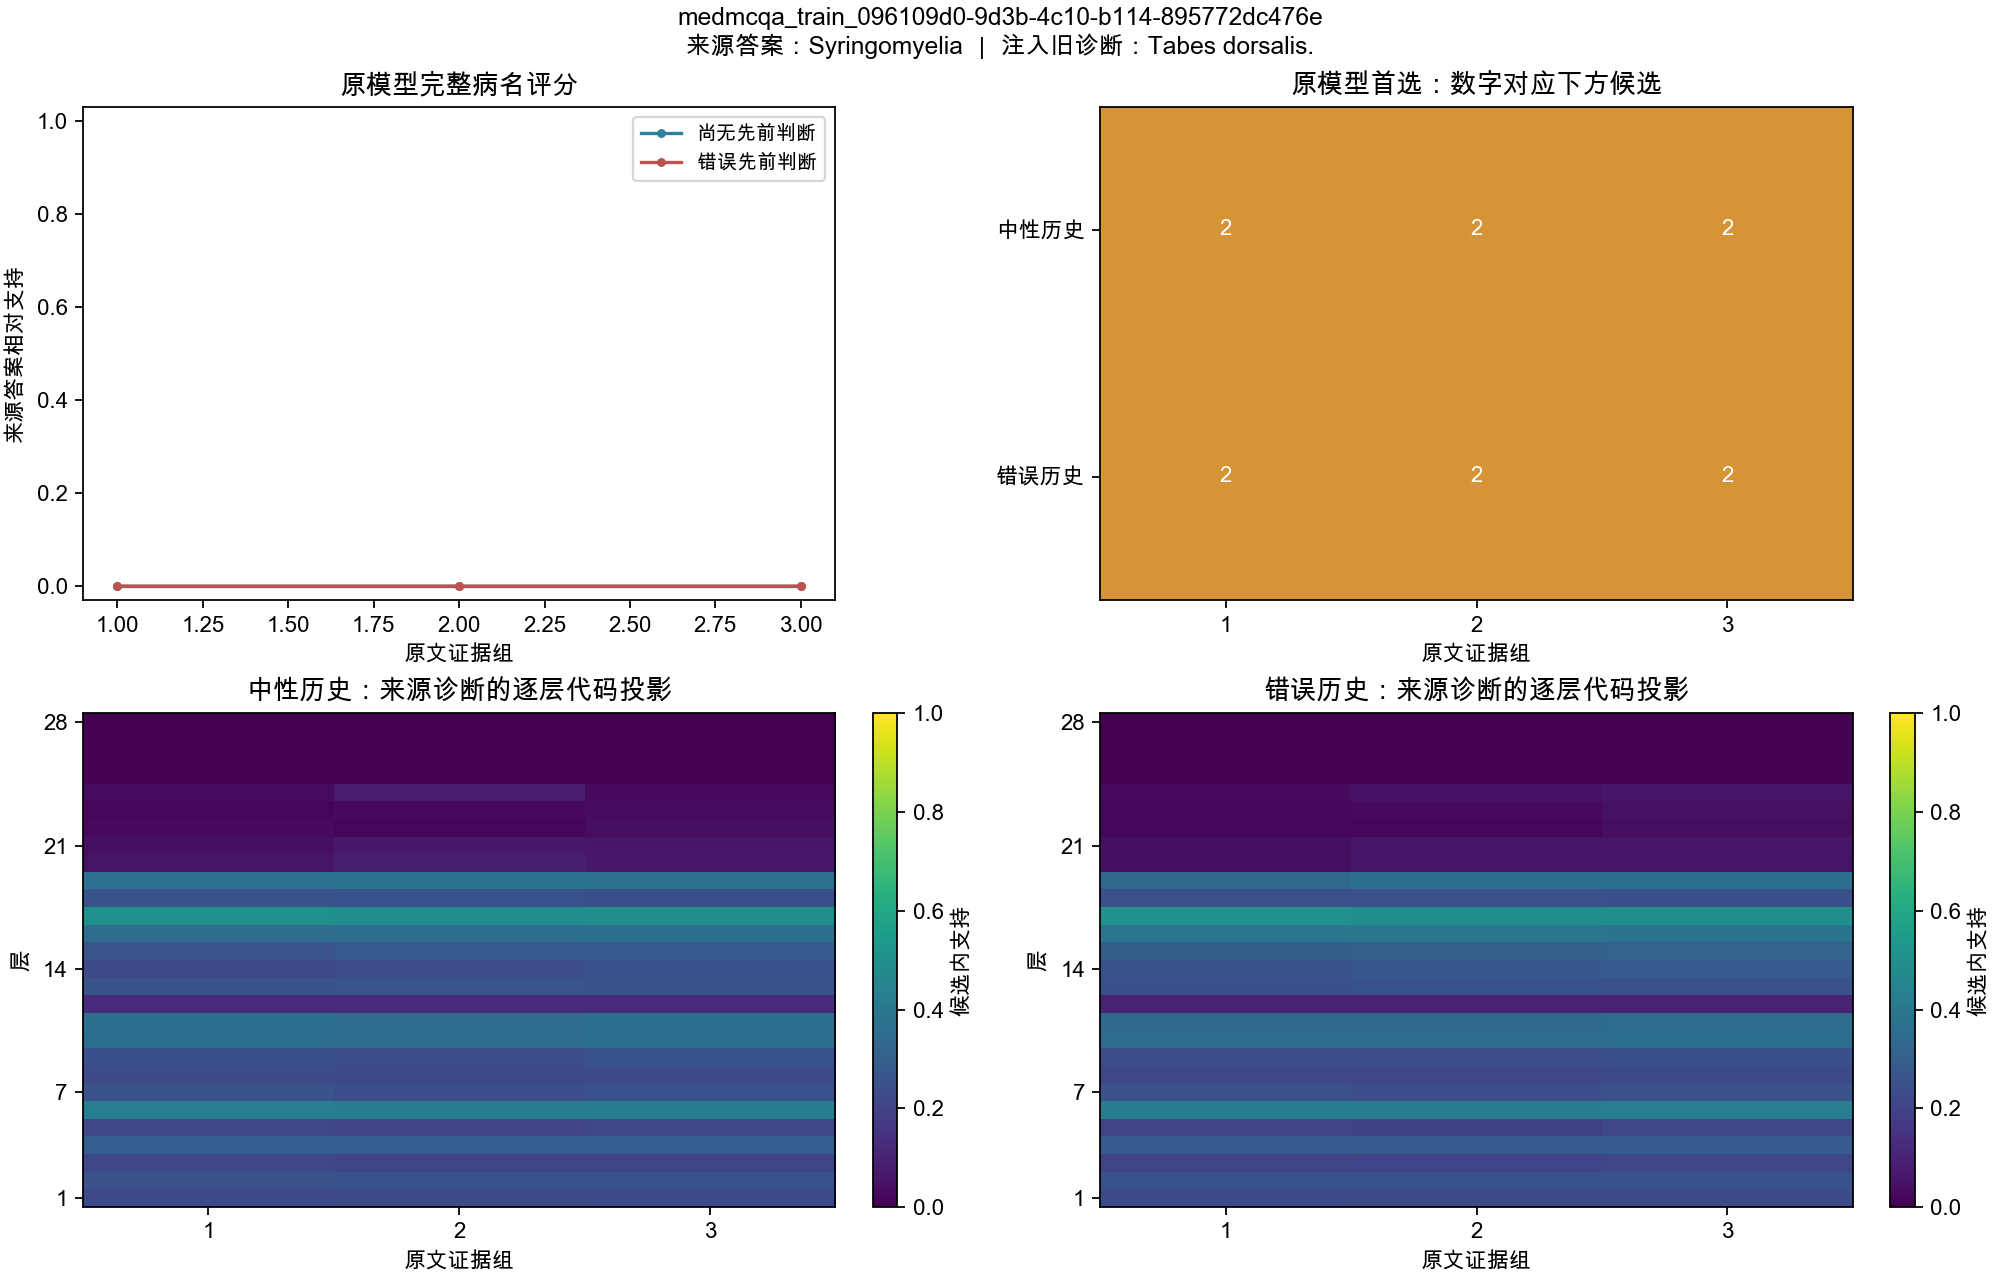 medmcqa_train_096109d0-9d3b-4c10-b114-895772dc476e
来源答案：Syringomyelia | 注入旧诊断：Tabes dorsalis.
原模型完整病名评分
1.0
0.8
0.6
0.4
0.2
0.0
来源答案相对支持
尚无先前判断
错误先前判断
1.00 1.25 1.50 1.75 2.00 2.25 2.50 2.75 3.00
原文证据组
原模型首选：数字对应下方候选
中性历史
2 2 2
错误历史
2 2 2
1 2 3
原文证据组
中性历史：来源诊断的逐层代码投影
28
21
14
7
1
层
1 2 3
原文证据组
1.0
0.8
0.6
0.4
0.2
0.0
候选内支持
错误历史：来源诊断的逐层代码投影
28
21
14
7
1
层
1 2 3
原文证据组
1.0
0.8
0.6
0.4
0.2
0.0
候选内支持